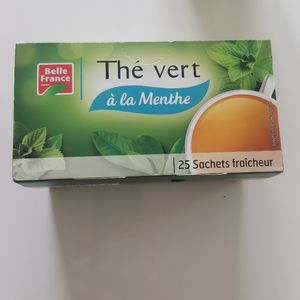 Belle
France
Thé vert
à la Menthe
25 Sachets fraîcheur